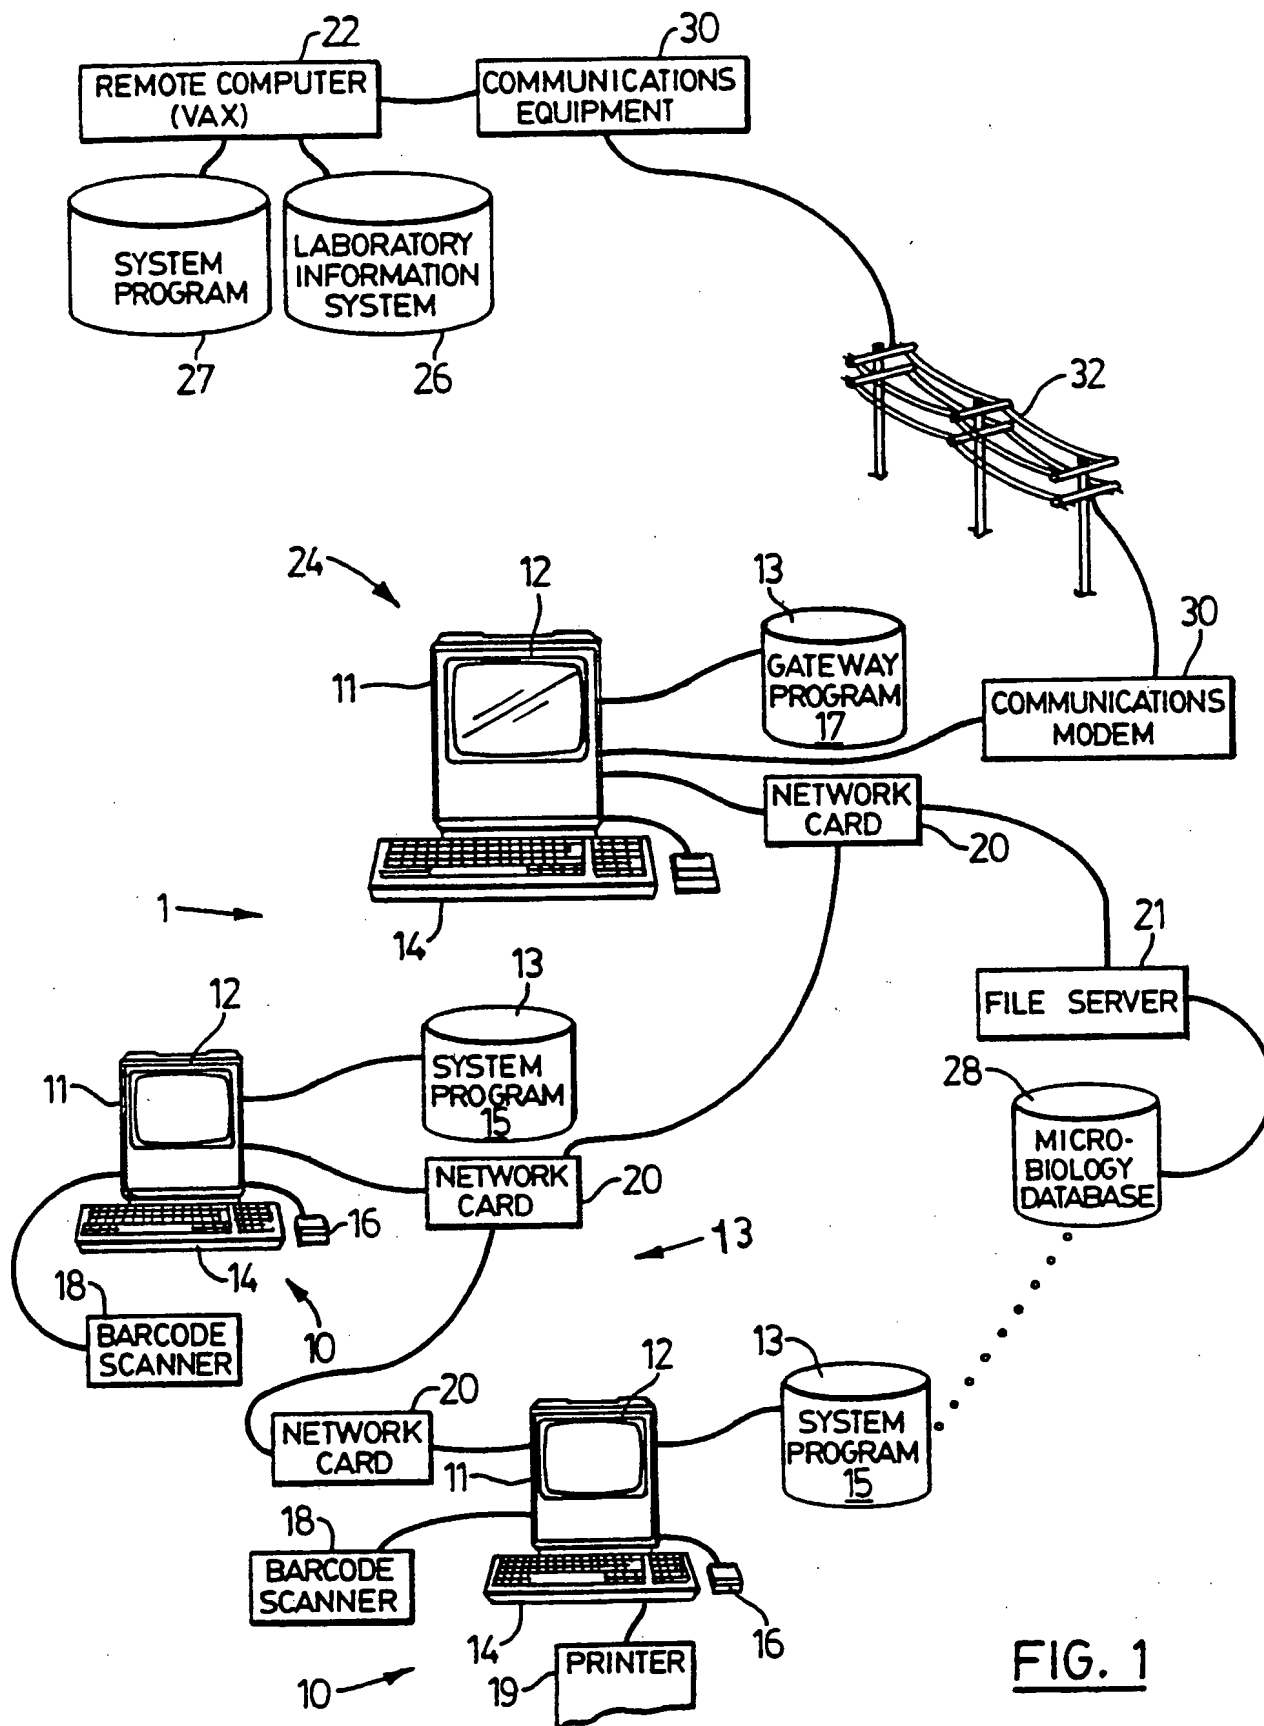 22
30
REMOTE COMPUTER
(VAX)
COMMUNICATIONS
EQUIPMENT
SYSTEM
PROGRAM
LABORATORY
INFORMATION
SYSTEM
27
26
32
24
12
13
30
11
GATEWAY
PROGRAM
17
COMMUNICATIONS
MODEM
NETWORK
CARD
20
1
14
21
FILE SERVER
12
13
11
SYSTEM
PROGRAM
15
28
MICRO-
BIOLOGY
DATABASE
NETWORK
CARD
20
16
14
13
18
BARCODE
SCANNER
10
20
12
13
NETWORK
CARD
11
SYSTEM
PROGRAM
15
18
BARCODE
SCANNER
14
16
10
19
PRINTER
FIG. 1